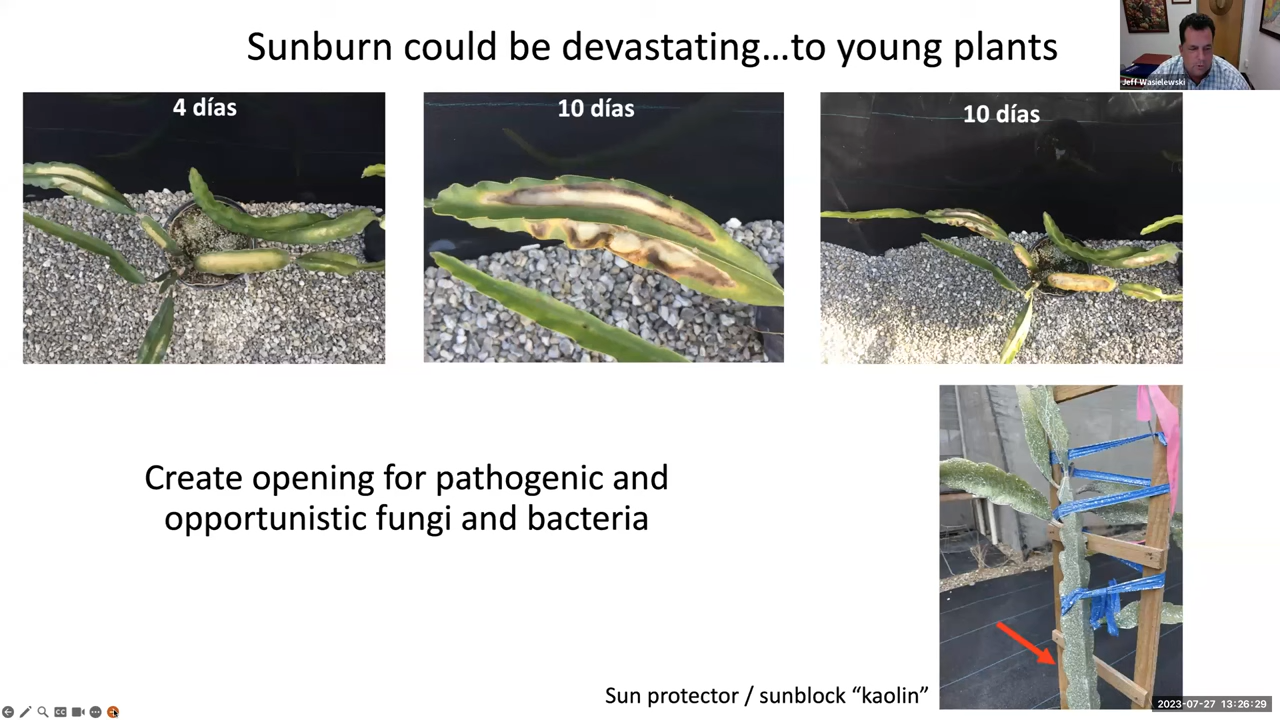 Sunburn could be devastating…to young plants
Jeff Wasielewski
4 días
10 días
10 días
Create opening for pathogenic and
opportunistic fungi and bacteria
Sun protector / sunblock “kaolin”
CC
2023-07-27 13:26:29